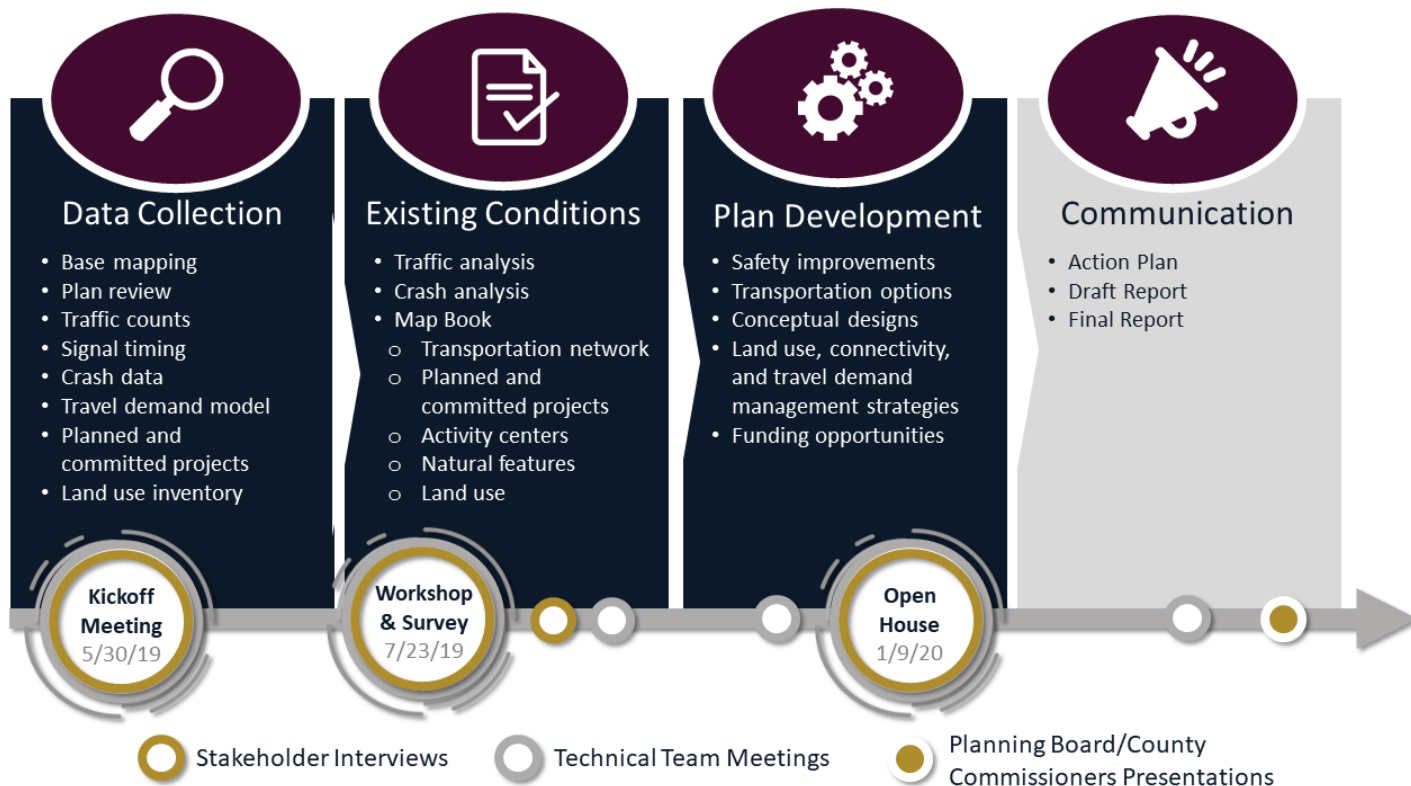 Data Collection
• Base mapping
• Plan review
• Traffic counts
• Signal timing
• Crash data
• Travel demand model
• Planned and
committed projects
• Land use inventory
Existing Conditions
• Traffic analysis
• Crash analysis
• Map Book
o Transportation network
o Planned and
committed projects
o Activity centers
o Natural features
o Land use
Plan Development
• Safety improvements
• Transportation options
• Conceptual designs
• Land use, connectivity,
and travel demand
management strategies
• Funding opportunities
Communication
• Action Plan
• Draft Report
• Final Report
Kickoff
Meeting
5/30/19
Workshop
& Survey
7/23/19
Open
House
1/9/20
Stakeholder Interviews
Technical Team Meetings
Planning Board/County
Commissioners Presentations